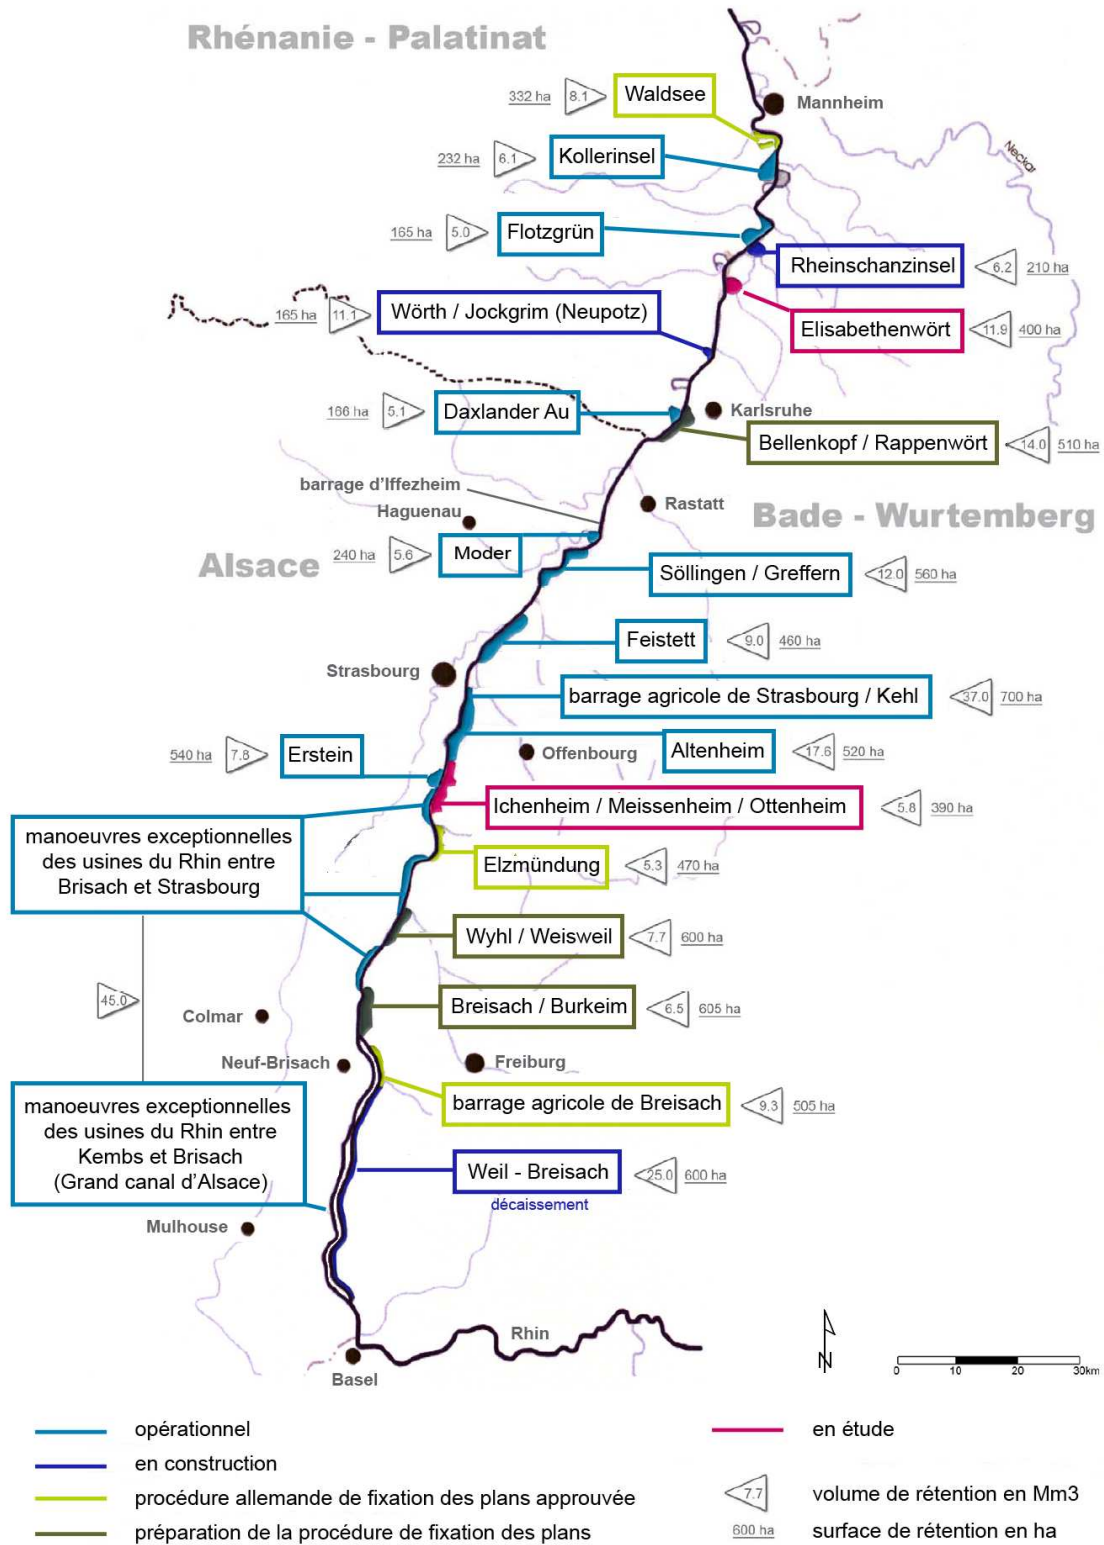 Rhénanie - Palatinat
332 ha
8.1
Waldsee
Mannheim
Neckar
232 ha
6.1
Kollerinsel
165 ha
5.0
Flotzgrün
Rheinschanzinsel
6.2
210 ha
165 ha
11.1
Wörth / Jockgrim (Neupotz)
Elisabethenwört
11.9
400 ha
166 ha
5.1
Daxlander Au
Karlsruhe
Bellenkopf / Rappenwört
14.0
510 ha
barrage d'Iffezheim
Haguenau
Rastatt
Bade - Wurtemberg
Alsace
240 ha
5.6
Moder
Söllingen / Greffern
12.0
560 ha
Feistett
9.0
460 ha
Strasbourg
barrage agricole de Strasbourg / Kehl
37.0
700 ha
540 ha
7.8
Erstein
Offenbourg
Altenheim
17.6
520 ha
Ichenheim / Meissenheim / Ottenheim
5.8
390 ha
manoeuvres exceptionnelles
des usines du Rhin entre
Brisach et Strasbourg
Elzmündung
5.3
470 ha
Wyhl / Weisweil
7.7
600 ha
45.0
Colmar
Breisach / Burkeim
6.5
605 ha
Neuf-Brisach
Freiburg
manoeuvres exceptionnelles
des usines du Rhin entre
Kembs et Brisach
(Grand canal d'Alsace)
barrage agricole de Breisach
9.3
505 ha
Weil - Breisach
25.0
600 ha
décaissement
Mulhouse
Rhin
Basel
N
0
10
20
30km
opérationnel
en construction
procédure allemande de fixation des plans approuvée
préparation de la procédure de fixation des plans
en étude
7.7
volume de rétention en Mm3
600 ha
surface de rétention en ha